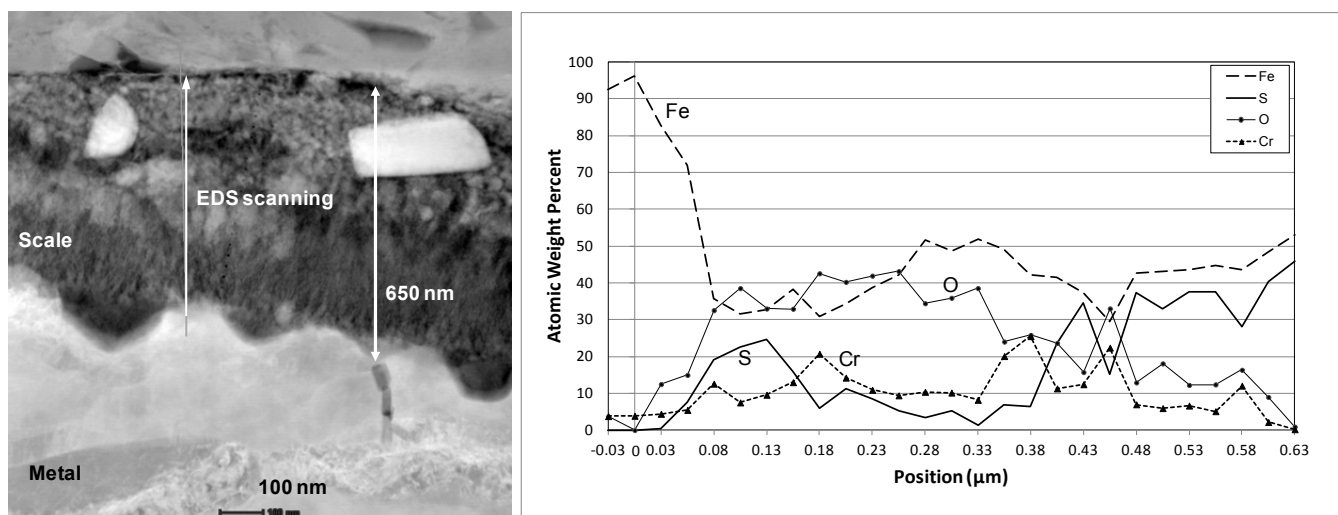 EDS scanning
Scale
650 nm
Metal
100 nm
100 nm
Atomic Weight Percent
100
90
80
70
60
50
40
30
20
10
0
Fe
O
S
Cr
Fe
S
O
Cr
-0.03 0 0.03 0.08 0.13 0.18 0.23 0.28 0.33 0.38 0.43 0.48 0.53 0.58 0.63
Position (µm)